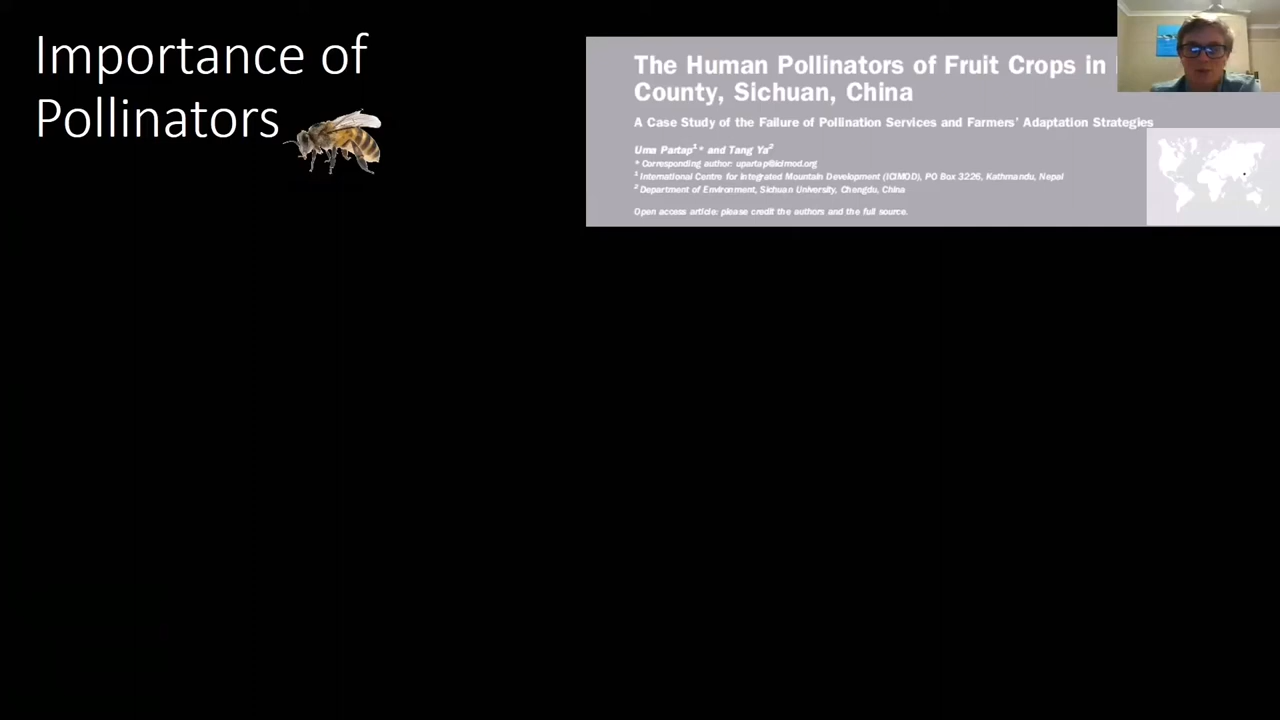 Importance of
Pollinators
The Human Pollinators of Fruit Crops in
County, Sichuan, China
A Case Study of the Failure of Pollination Services and Farmers' Adaptation Strategies
Uma Partap1* and Tang Ya2
* Corresponding author: upartap@icimod.org
1 International Centre for Integrated Mountain Development (ICIMOD), PO Box 3226, Kathmandu, Nepal
2 Department of Environment, Sichuan University, Chengdu, China
Open access article: please credit the authors and the full source.